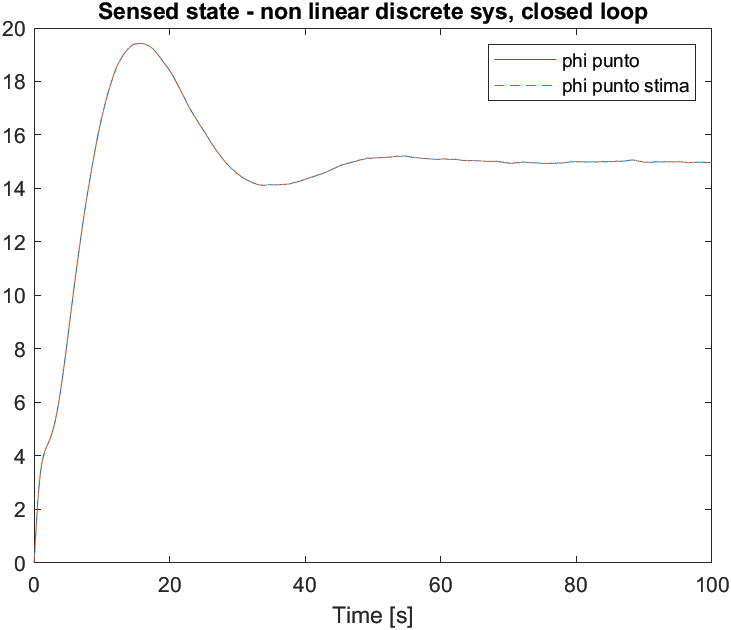 Sensed state - non linear discrete sys, closed loop
20
18
16
14
12
10
8
6
4
2
0
phi punto
phi punto stima
0 20 40 60 80 100
Time [s]